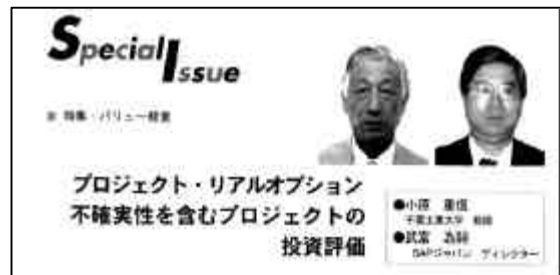 Special Issue
特集・バリュー経営
プロジェクト・リアルオプション
不確実性を含むプロジェクトの
投資評価
●小原 重信
千葉工業大学 教授
●武富 為嗣
SAPジャパン ディレクター